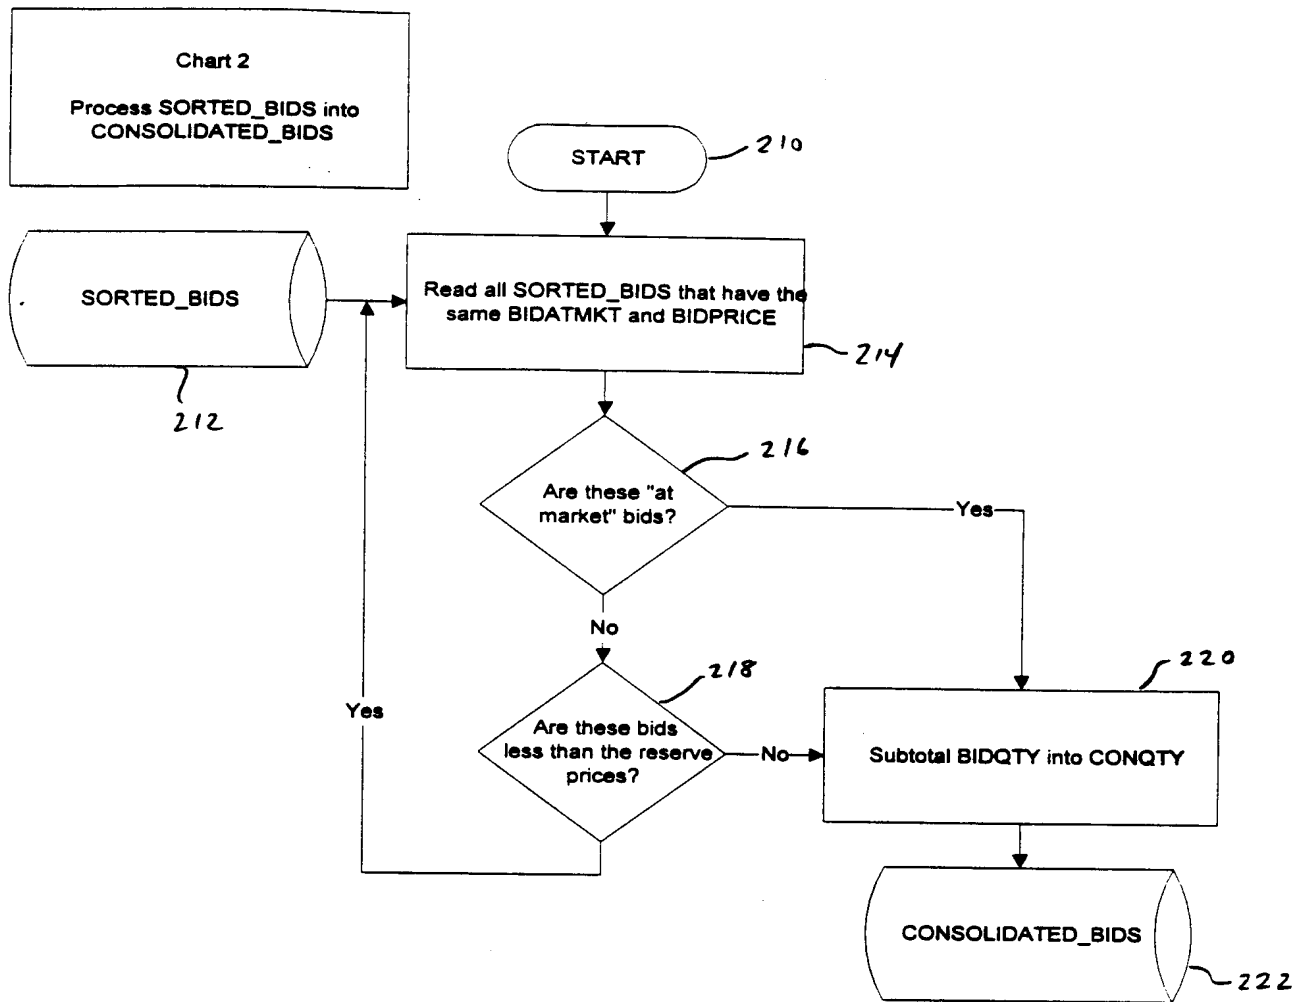 Chart 2
Process SORTED_BIDS into
CONSOLIDATED_BIDS
START
210
SORTED_BIDS
212
Read all SORTED_BIDS that have the
same BIDATMKT and BIDPRICE
214
Are these "at
market" bids?
216
Yes
No
Are these bids
less than the reserve
prices?
218
Yes
No
Subtotal BIDQTY into CONQTY
220
CONSOLIDATED_BIDS
222